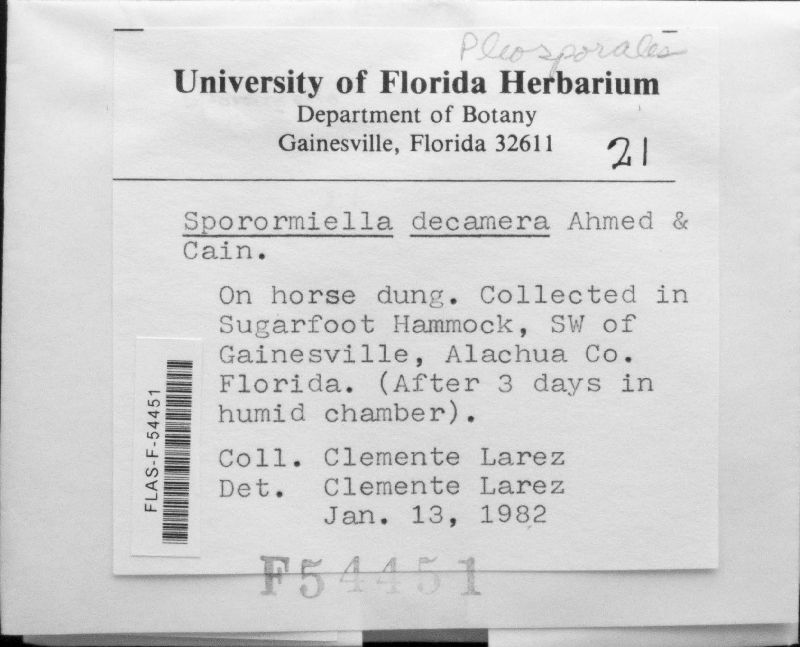 Pleosporales
University of Florida Herbarium
Department of Botany
Gainesville, Florida 32611
21
Sporormiella decamera Ahmed &
Cain.
On horse dung. Collected in
Sugarfoot Hammock, SW of
Gainesville, Alachua Co.
Florida. (After 3 days in
humid chamber).
Coll. Clemente Larez
Det. Clemente Larez
Jan. 13, 1982
FLAS-F-54451
F54451